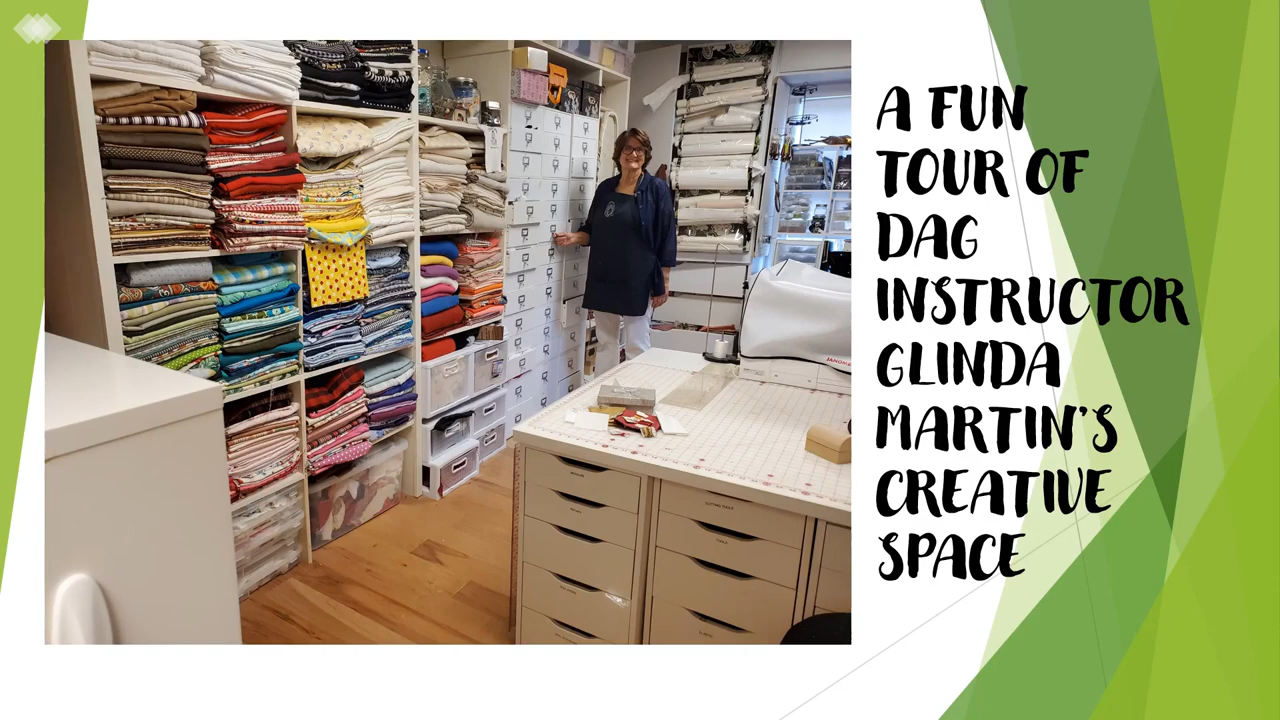 A FUN
TOUR OF
DAG
INSTRUCTOR
GLINDA
MARTIN'S
CREATIVE
SPACE